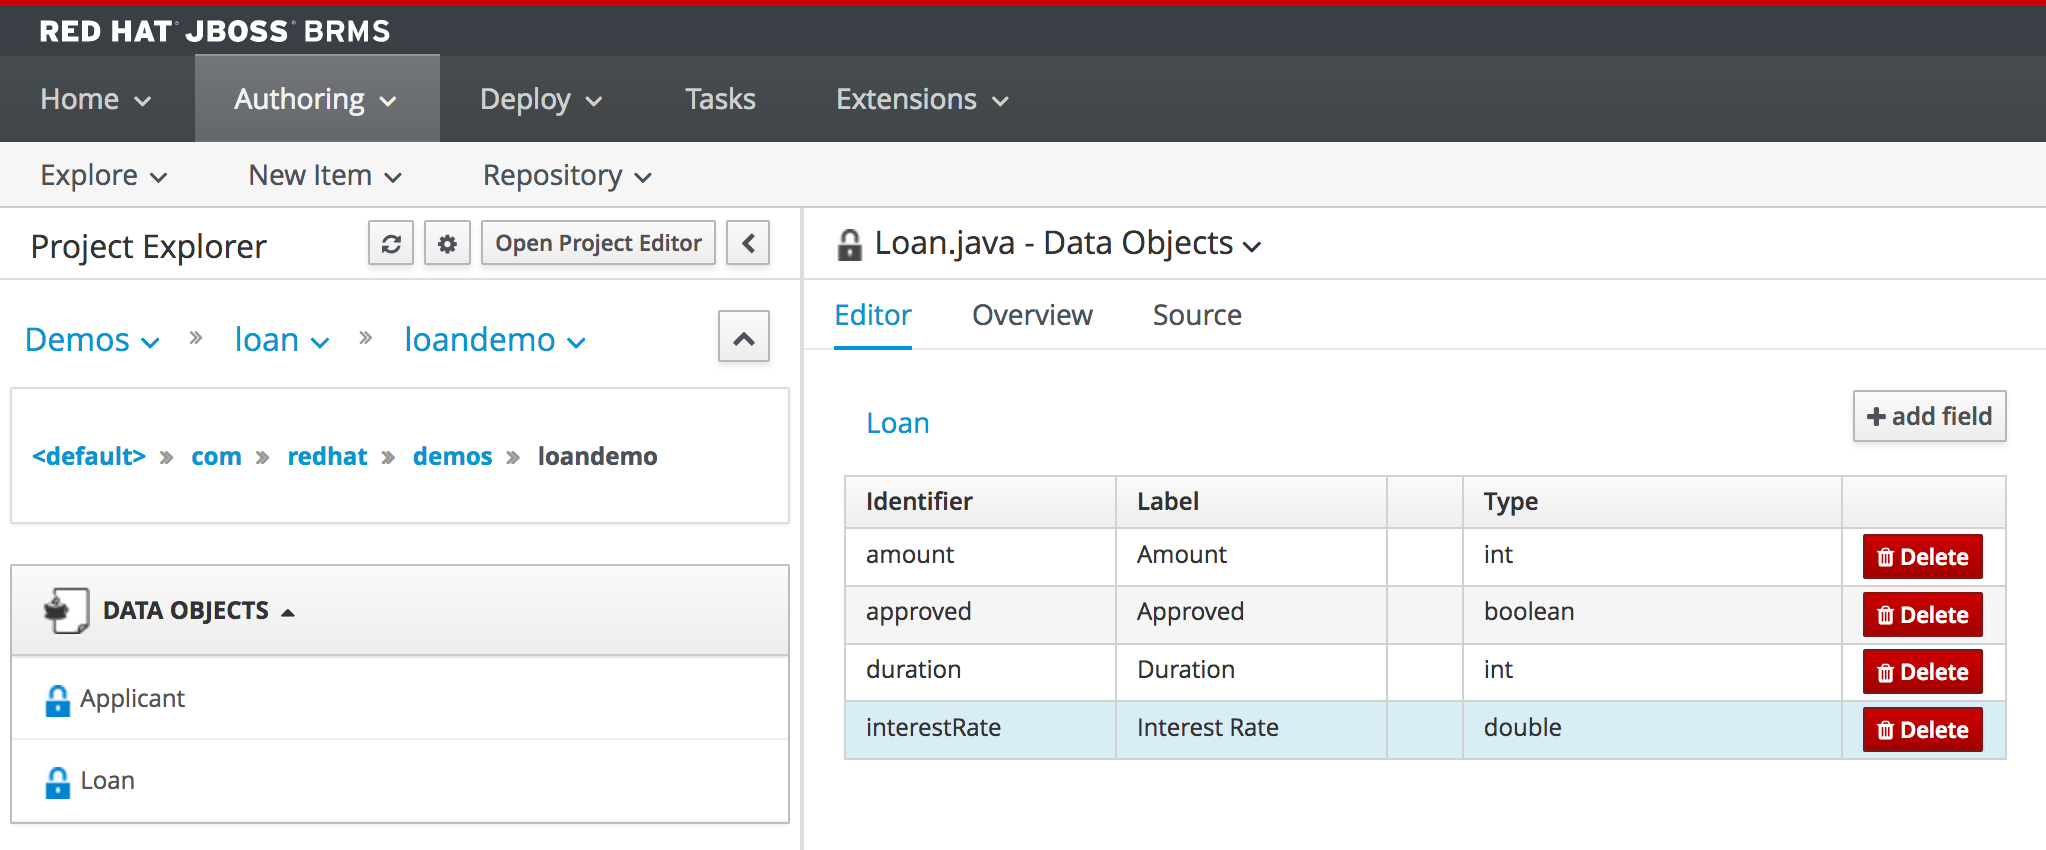 RED HAT JBOSS BRMS
Home Authoring Deploy Tasks Extensions
Explore New Item Repository
Project Explorer Open Project Editor
Demos » loan » loandemo
<default> » com » redhat » demos » loandemo
DATA OBJECTS
Applicant
Loan
Loan.java - Data Objects
Editor Overview Source
Loan + add field
Identifier Label Type
amount Amount int Delete
approved Approved boolean Delete
duration Duration int Delete
interestRate Interest Rate double Delete